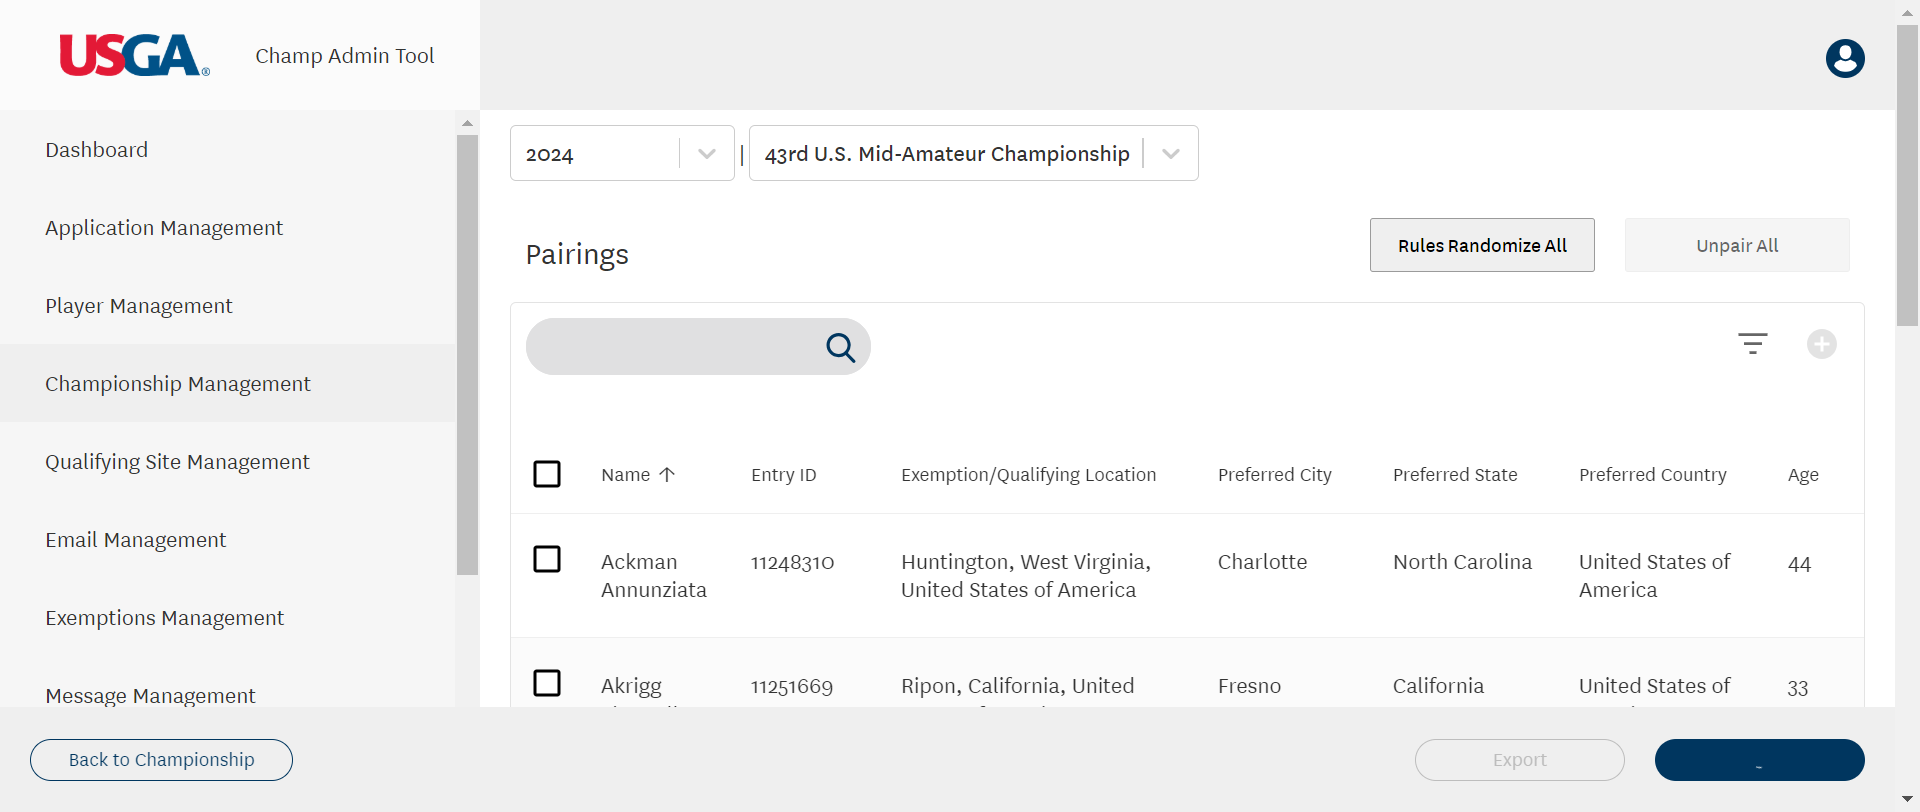 USGA®
Champ Admin Tool
Dashboard
Application Management
Player Management
Championship Management
Qualifying Site Management
Email Management
Exemptions Management
Message Management
2024 | 43rd U.S. Mid-Amateur Championship
Pairings
Rules Randomize All
Unpair All
Name Entry ID Exemption/Qualifying Location Preferred City Preferred State Preferred Country Age
Ackman 11248310 Huntington, West Virginia, Charlotte North Carolina United States of 44
Annunziata United States of America America
Akrigg 11251669 Ripon, California, United Fresno California United States of 33
Back to Championship
Export